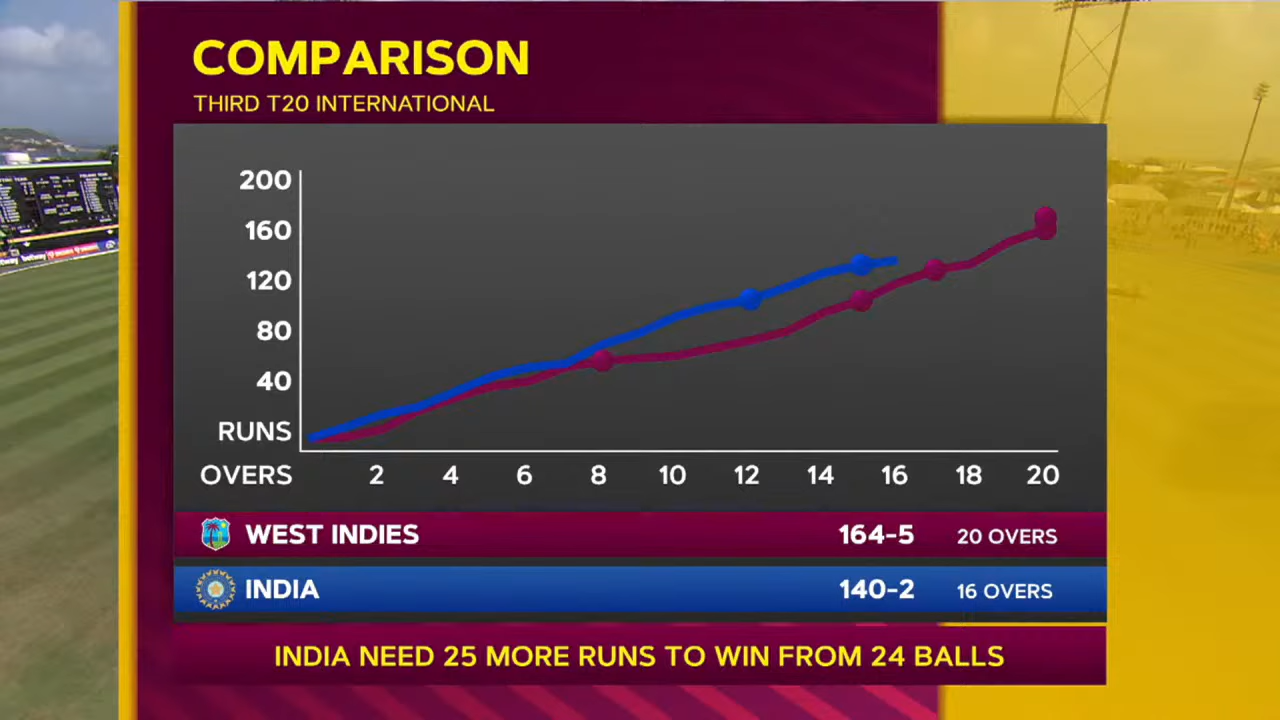 COMPARISON
THIRD T20 INTERNATIONAL
200
160
120
80
40
RUNS
OVERS 2 4 6 8 10 12 14 16 18 20
WEST INDIES 164-5 20 OVERS
INDIA 140-2 16 OVERS
INDIA NEED 25 MORE RUNS TO WIN FROM 24 BALLS